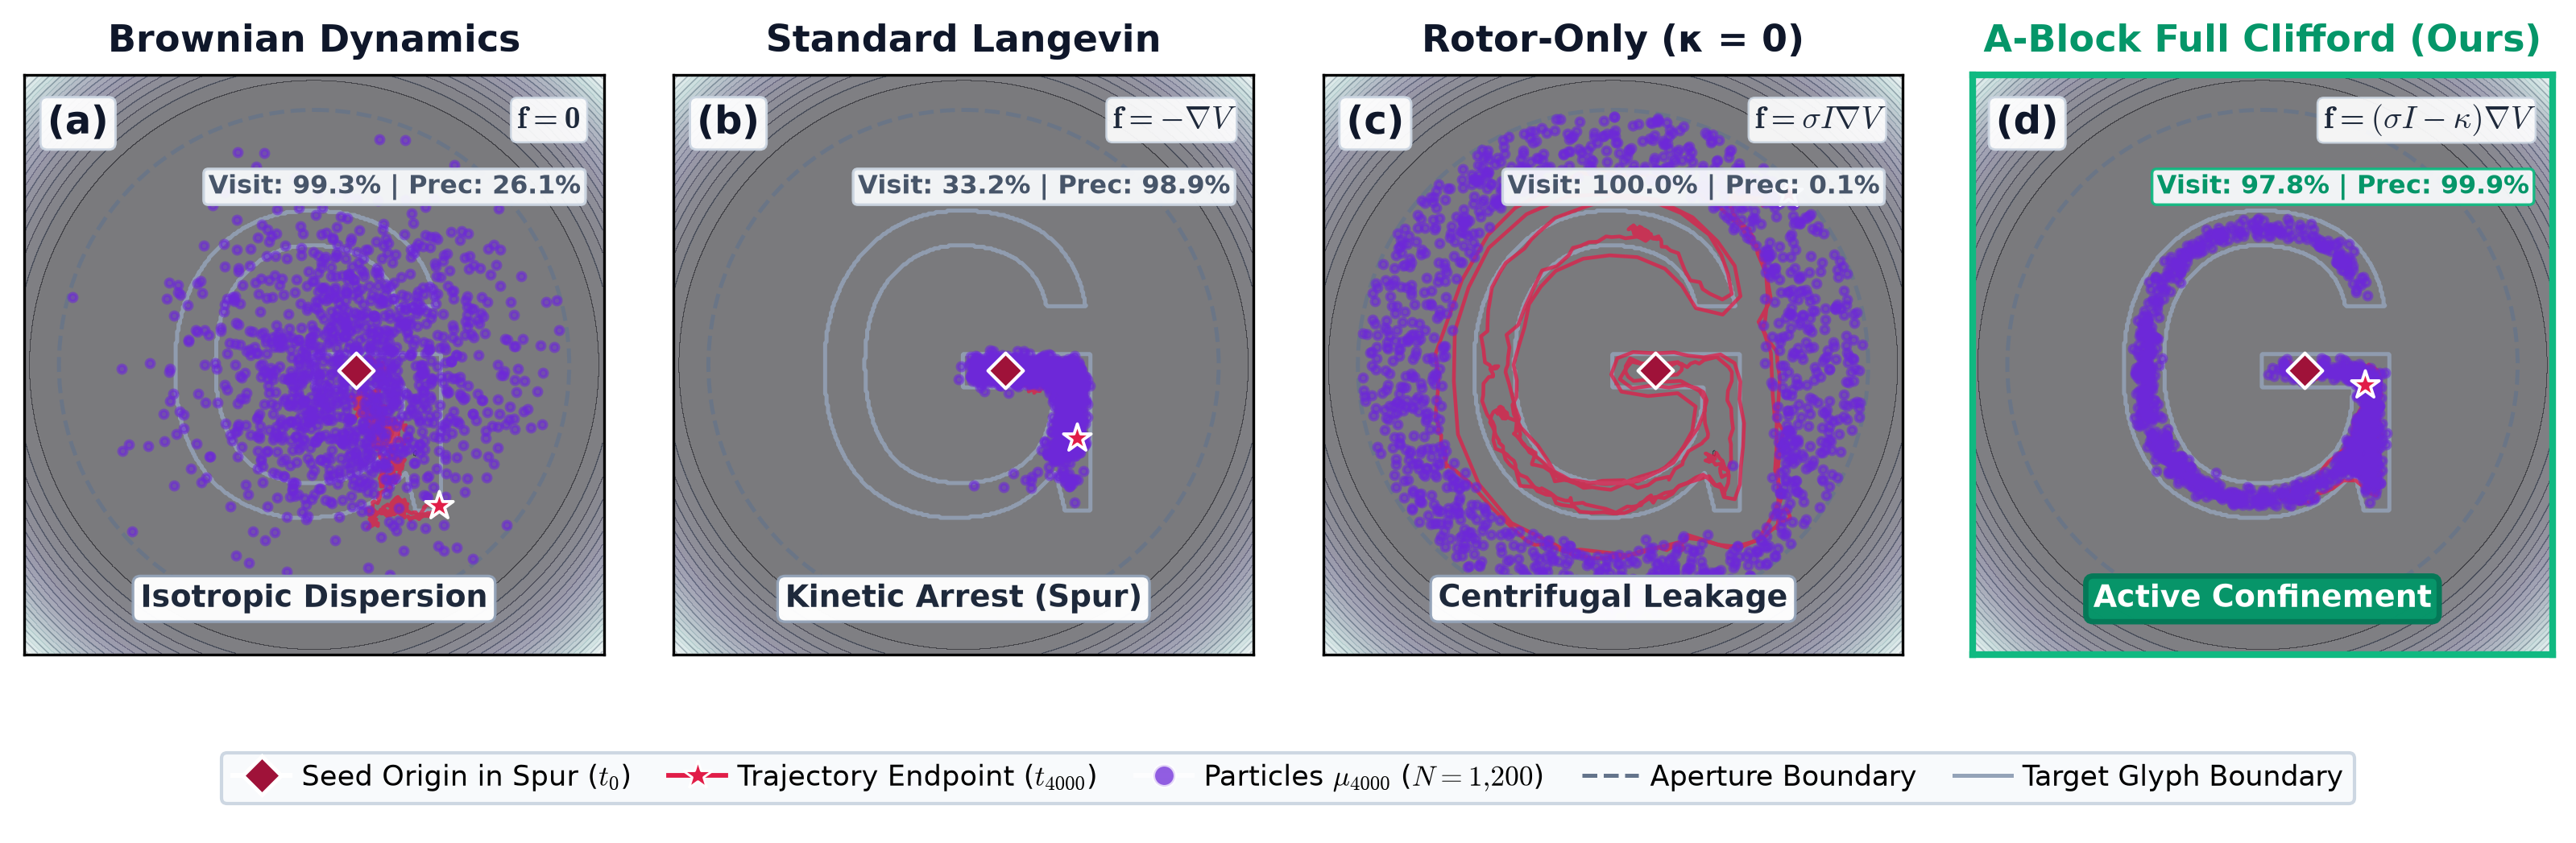 Brownian Dynamics
(a)
f = 0
Visit: 99.3% | Prec: 26.1%
Isotropic Dispersion
Standard Langevin
(b)
f = −∇V
Visit: 33.2% | Prec: 98.9%
Kinetic Arrest (Spur)
Rotor-Only (κ = 0)
(c)
f = σI∇V
Visit: 100.0% | Prec: 0.1%
Centrifugal Leakage
A-Block Full Clifford (Ours)
(d)
f = (σI − κ)∇V
Visit: 97.8% | Prec: 99.9%
Active Confinement
Seed Origin in Spur (t₀)
Trajectory Endpoint (t₄₀₀₀)
Particles μ₄₀₀₀ (N = 1,200)
Aperture Boundary
Target Glyph Boundary